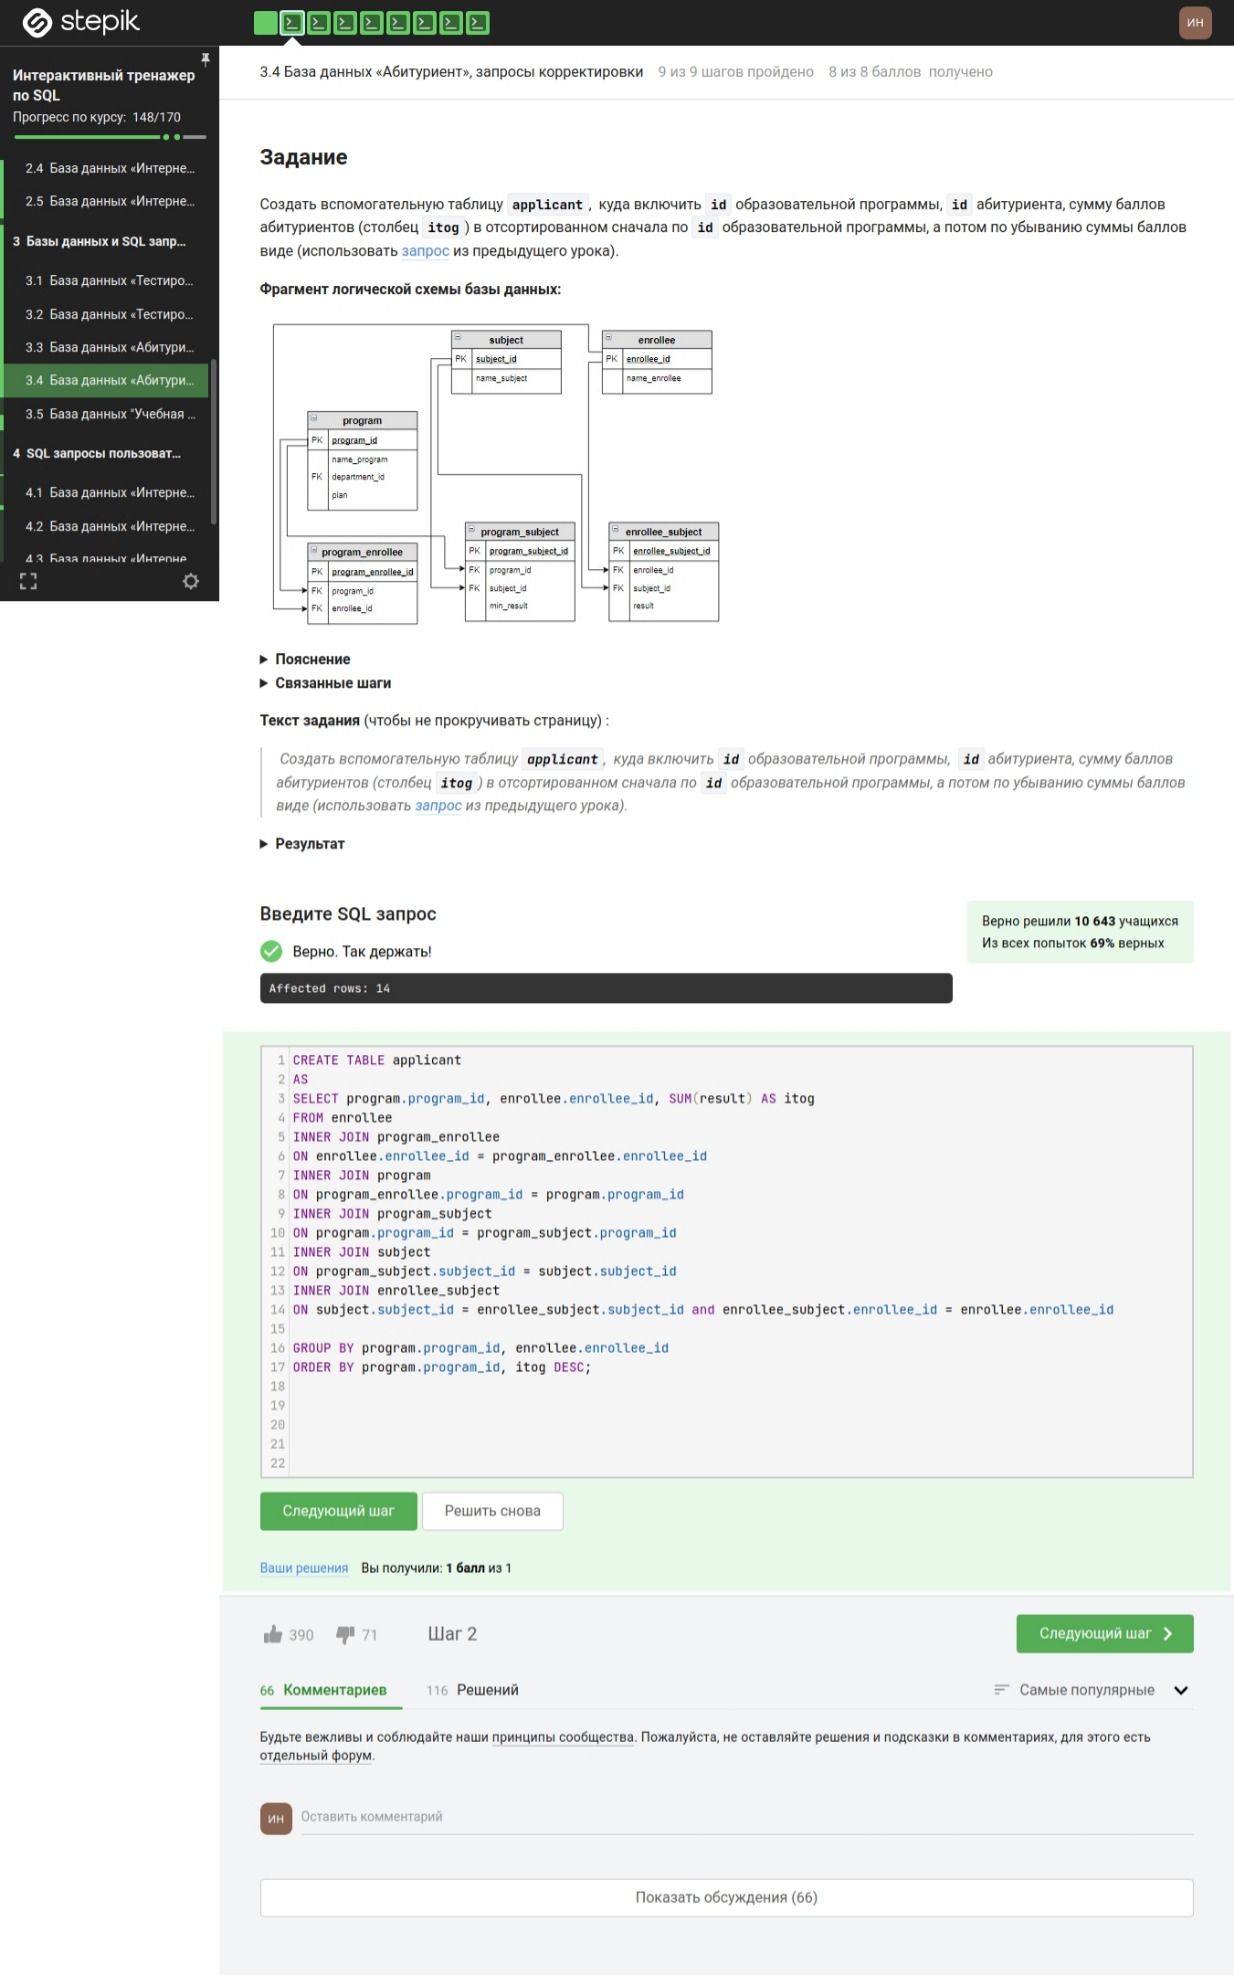 stepik
ИН
Интерактивный тренажер
по SQL
Прогресс по курсу: 148/170
2.4 База данных «Интерне...
2.5 База данных «Интерне...
3 Базы данных и SQL запр...
3.1 База данных «Тестиро...
3.2 База данных «Тестиро...
3.3 База данных «Абитури...
3.4 База данных «Абитури...
3.5 База данных "Учебная ...
4 SQL запросы пользоват...
4.1 База данных «Интерне...
4.2 База данных «Интерне...
4.3 База данных «Интерне
3.4 База данных «Абитуриент», запросы корректировки 9 из 9 шагов пройдено 8 из 8 баллов получено
Задание
Создать вспомогательную таблицу applicant, куда включить id образовательной программы, id абитуриента, сумму баллов
абитуриентов (столбец itog ) в отсортированном сначала по id образовательной программы, а потом по убыванию суммы баллов
виде (использовать запрос из предыдущего урока).
Фрагмент логической схемы базы данных:
subject
PK subject_id
name_subject
enrollee
PK enrollee_id
name_enrollee
program
PK program_id
name_program
FK department_id
plan
program_enrollee
PK program_enrollee_id
FK program_id
FK enrollee_id
program_subject
PK program_subject_id
FK program_id
FK subject_id
min_result
enrollee_subject
PK enrollee_subject_id
FK enrollee_id
FK subject_id
result
Пояснение
Связанные шаги
Текст задания (чтобы не прокручивать страницу) :
Создать вспомогательную таблицу applicant, куда включить id образовательной программы, id абитуриента, сумму баллов
абитуриентов (столбец itog ) в отсортированном сначала по id образовательной программы, а потом по убыванию суммы баллов
виде (использовать запрос из предыдущего урока).
Результат
Введите SQL запрос
Верно решили 10 643 учащихся
Из всех попыток 69% верных
Верно. Так держать!
Affected rows: 14
1 CREATE TABLE applicant
2 AS
3 SELECT program.program_id, enrollee.enrollee_id, SUM(result) AS itog
4 FROM enrollee
5 INNER JOIN program_enrollee
6 ON enrollee.enrollee_id = program_enrollee.enrollee_id
7 INNER JOIN program
8 ON program_enrollee.program_id = program.program_id
9 INNER JOIN program_subject
10 ON program.program_id = program_subject.program_id
11 INNER JOIN subject
12 ON program_subject.subject_id = subject.subject_id
13 INNER JOIN enrollee_subject
14 ON subject.subject_id = enrollee_subject.subject_id and enrollee_subject.enrollee_id = enrollee.enrollee_id
15
16 GROUP BY program.program_id, enrollee.enrollee_id
17 ORDER BY program.program_id, itog DESC;
18
19
20
21
22
Следующий шаг Решить снова
Ваши решения Вы получили: 1 балл из 1
390 71 Шаг 2 Следующий шаг
66 Комментариев 116 Решений Самые популярные
Будьте вежливы и соблюдайте наши принципы сообщества. Пожалуйста, не оставляйте решения и подсказки в комментариях, для этого есть
отдельный форум.
ИН Оставить комментарий
Показать обсуждения (66)